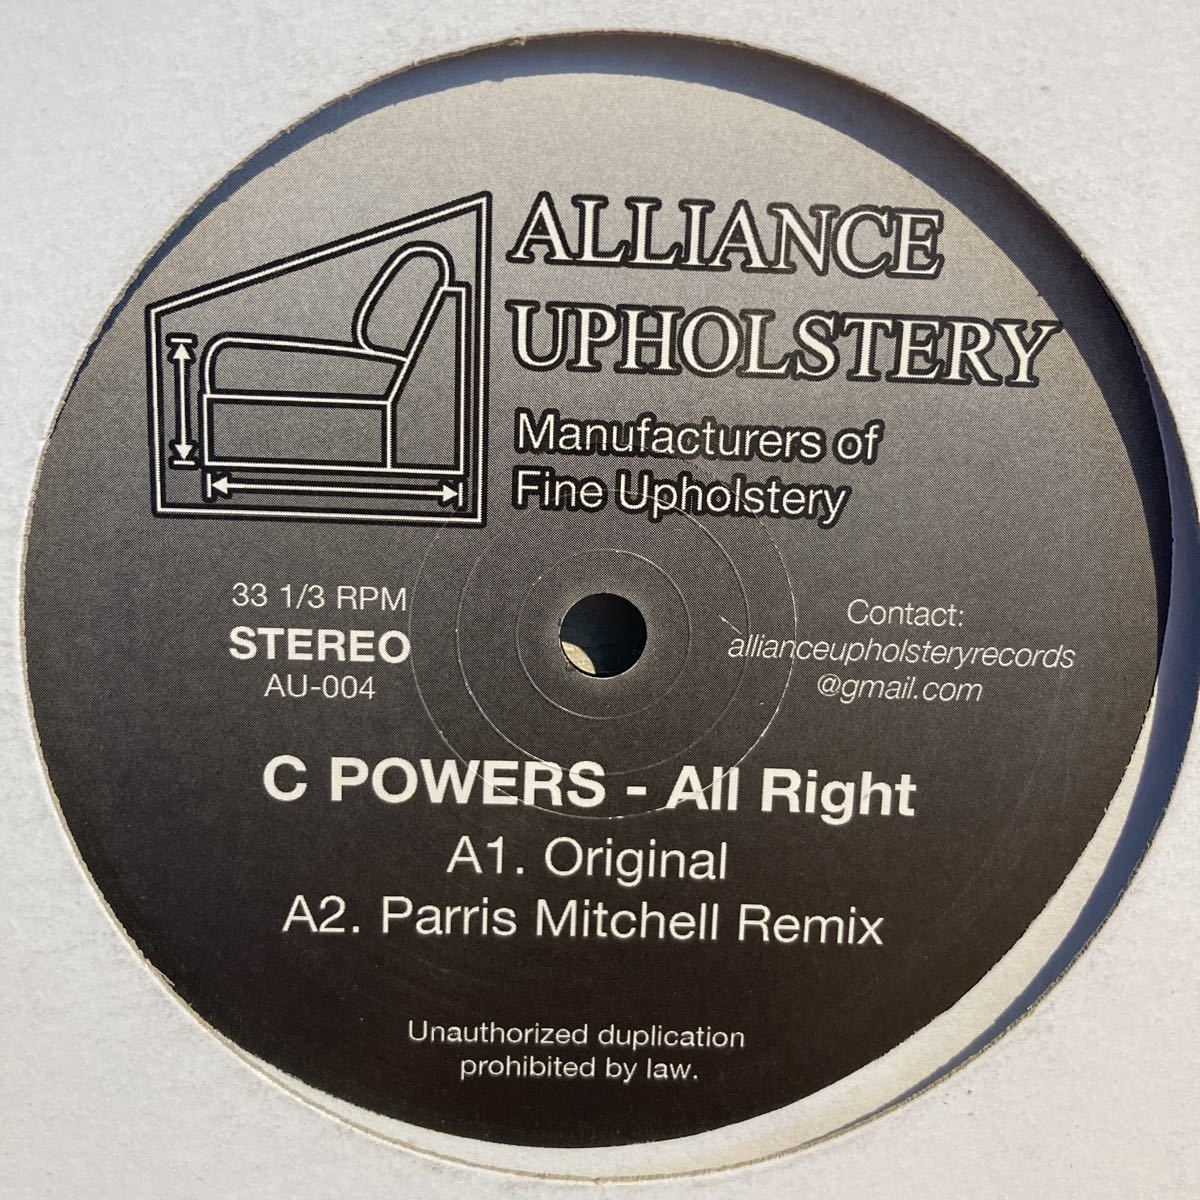 ALLIANCE
UPHOLSTERY
Manufacturers of
Fine Upholstery
33 1/3 RPM
STEREO
AU-004
Contact:
allianceupholsteryrecords
@gmail.com
C POWERS - All Right
A1. Original
A2. Parris Mitchell Remix
Unauthorized duplication
prohibited by law.